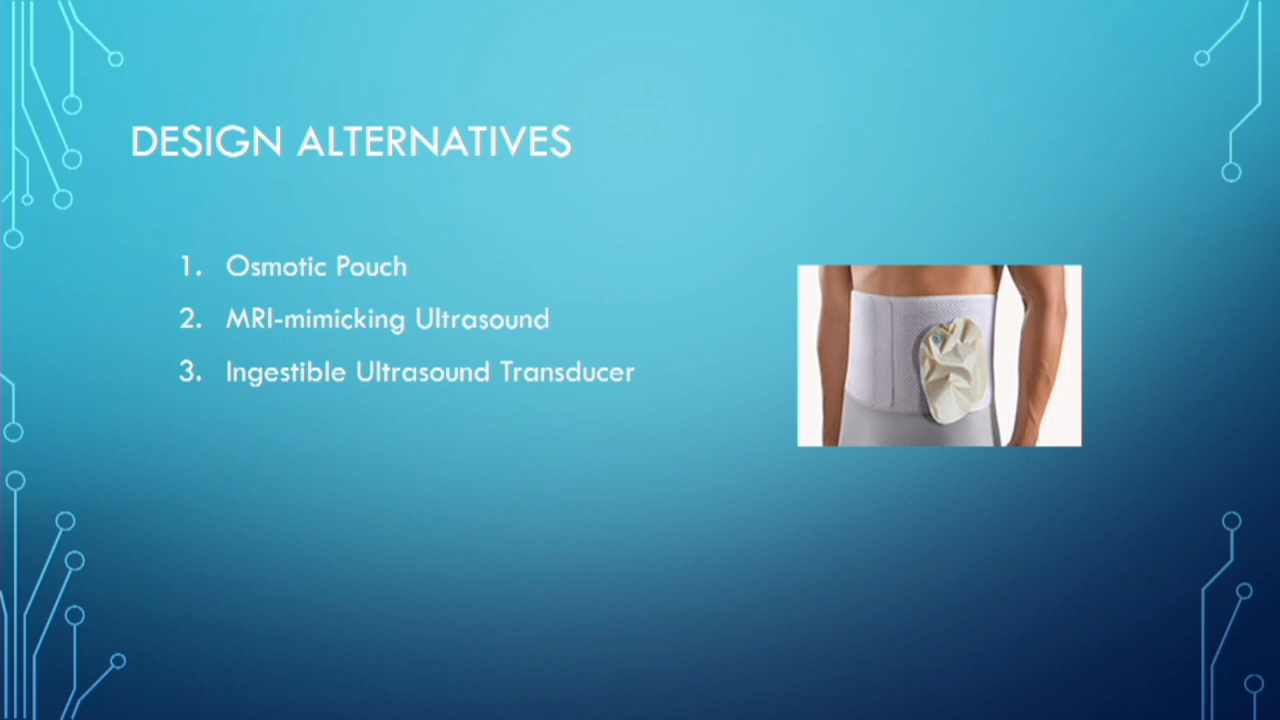 DESIGN ALTERNATIVES
1. Osmotic Pouch
2. MRI-mimicking Ultrasound
3. Ingestible Ultrasound Transducer